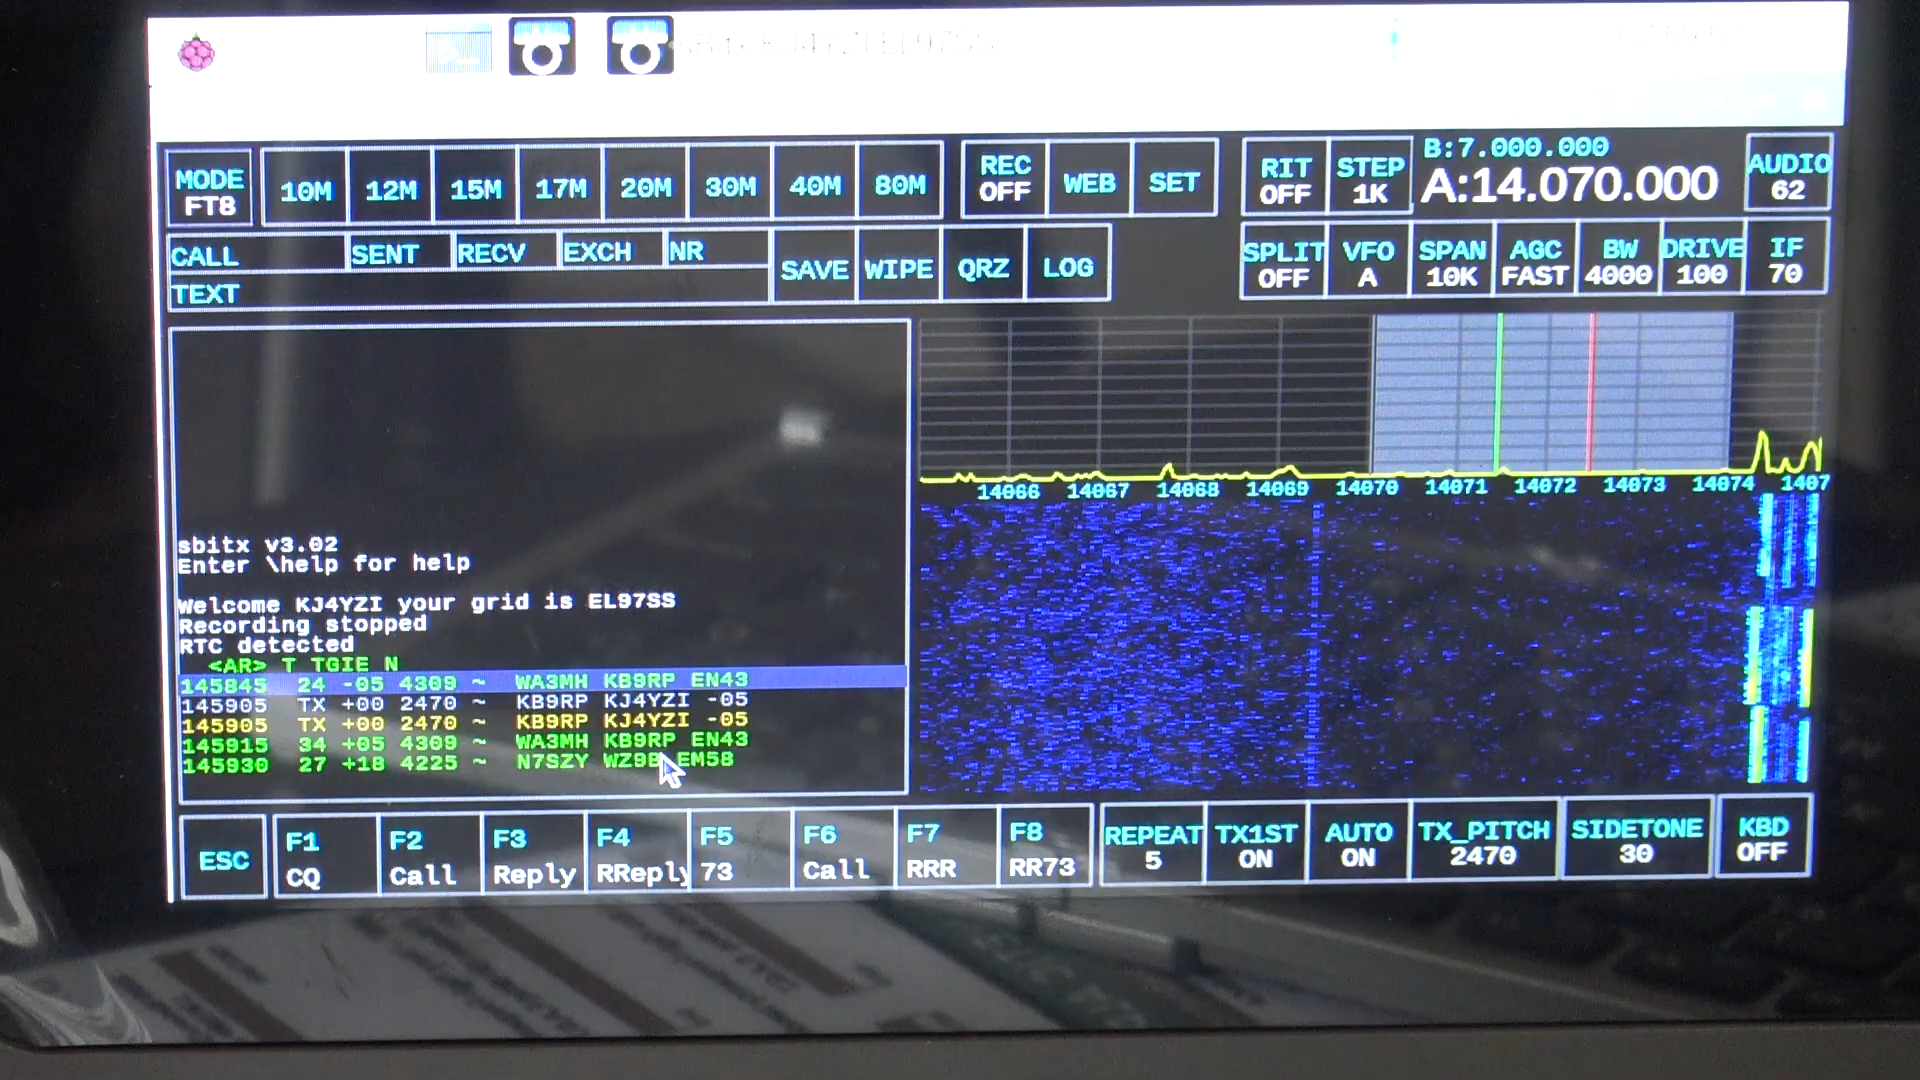 MODE FT8
10M 12M 15M 17M 20M 30M 40M 80M
REC OFF
WEB SET
RIT OFF
STEP 1K
B:7.000.000
A:14.070.000
AUDIO 62
CALL SENT RECV EXCH NR
TEXT
SAVE WIPE QRZ LOG
SPLIT OFF
VFO A
SPAN 10K
AGC FAST
BW 4000
DRIVE 100
IF 70
14066 14067 14068 14069 14070 14071 14072 14073 14074 1407
sbitx v3.02
Enter \help for help
Welcome KJ4YZI your grid is EL97SS
Recording stopped
RTC detected
<AR> T TGIE N
145845 24 -05 4309 ~ WA3MH KB9RP EN43
145905 TX +00 2470 ~ KB9RP KJ4YZI -05
145905 TX +00 2470 ~ KB9RP KJ4YZI -05
145915 34 +05 4309 ~ WA3MH KB9RP EN43
145930 27 +18 4225 ~ N7SZY EM58
ESC
F1 CQ
F2 Call
F3 Reply
F4 RReply
F5 73
F6 Call
F7 RRR
F8 RR73
REPEAT 5
TX1ST ON
AUTO ON
TX_PITCH 2470
SIDETONE 30
KBD OFF